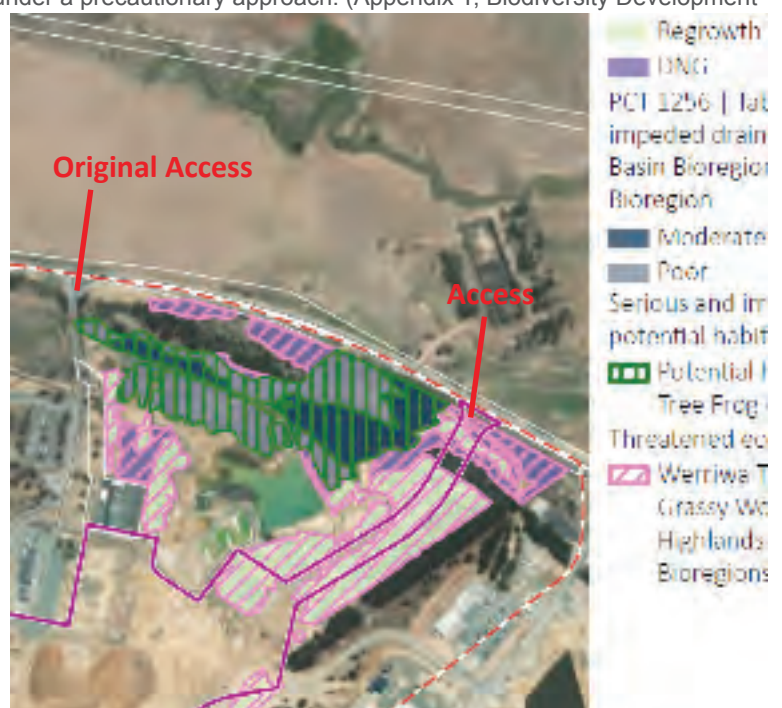 under a precautionary approach. (Appendix 1, Biodiversity Development
Original Access
Access
Regrowth
DNG
PCT 1256 | Tab
impeded drain
Basin Bioregion
Bioregion
Moderate
Poor
Serious and irr
potential habit
Potential h
Tree Frog
Threatened eco
Werriwa T
Grassy Wo
Highlands
Bioregions